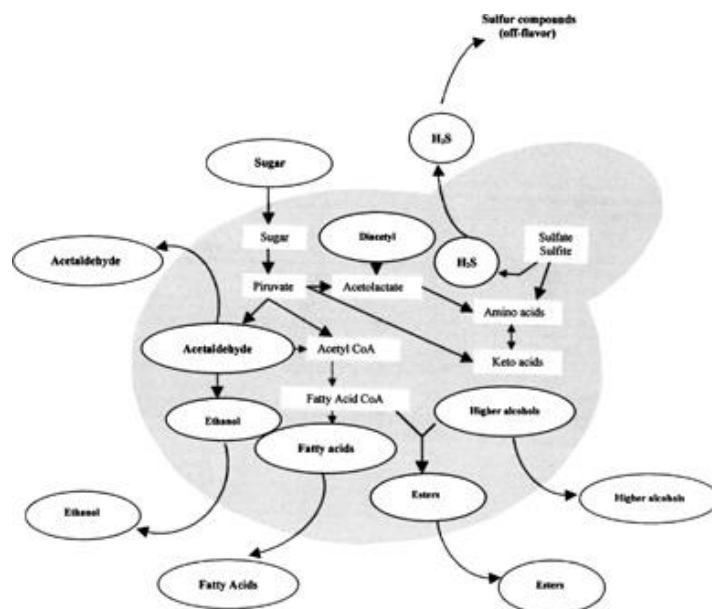 Sulfur compounds
(off-flavor)
H₂S
Sugar
Sugar
Diacetyl
H₂S
Sulfate
Sulfite
Acetaldehyde
Piruvate
Acetolactate
Amino acids
Acetaldehyde
Acetyl CoA
Keto acids
Fatty Acid CoA
Ethanol
Higher alcohols
Fatty acids
Esters
Higher alcohols
Ethanol
Fatty Acids
Esters